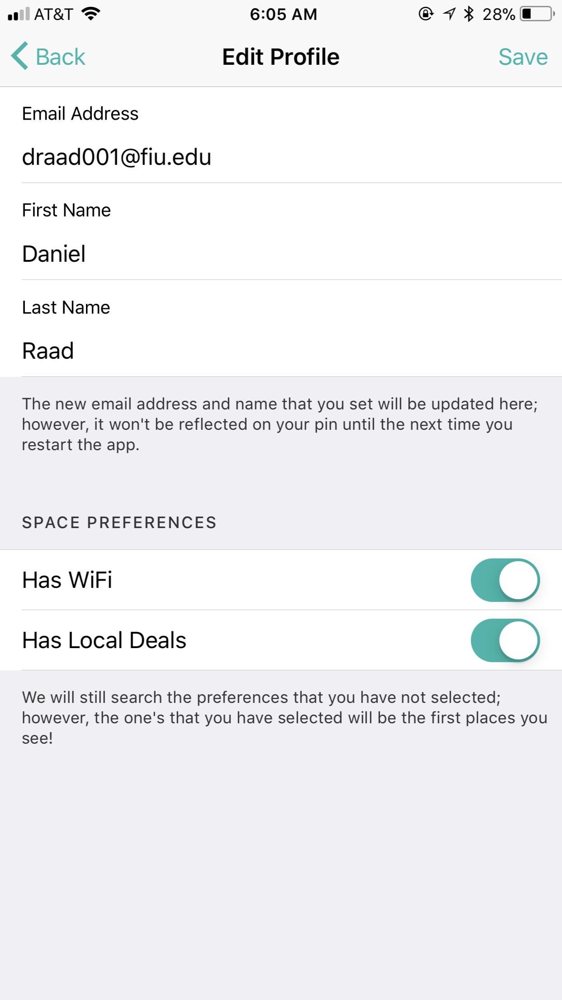 AT&T 6:05 AM 28%
Back Edit Profile Save
Email Address
draad001@fiu.edu
First Name
Daniel
Last Name
Raad
The new email address and name that you set will be updated here;
however, it won't be reflected on your pin until the next time you
restart the app.
SPACE PREFERENCES
Has WiFi
Has Local Deals
We will still search the preferences that you have not selected;
however, the one's that you have selected will be the first places you
see!